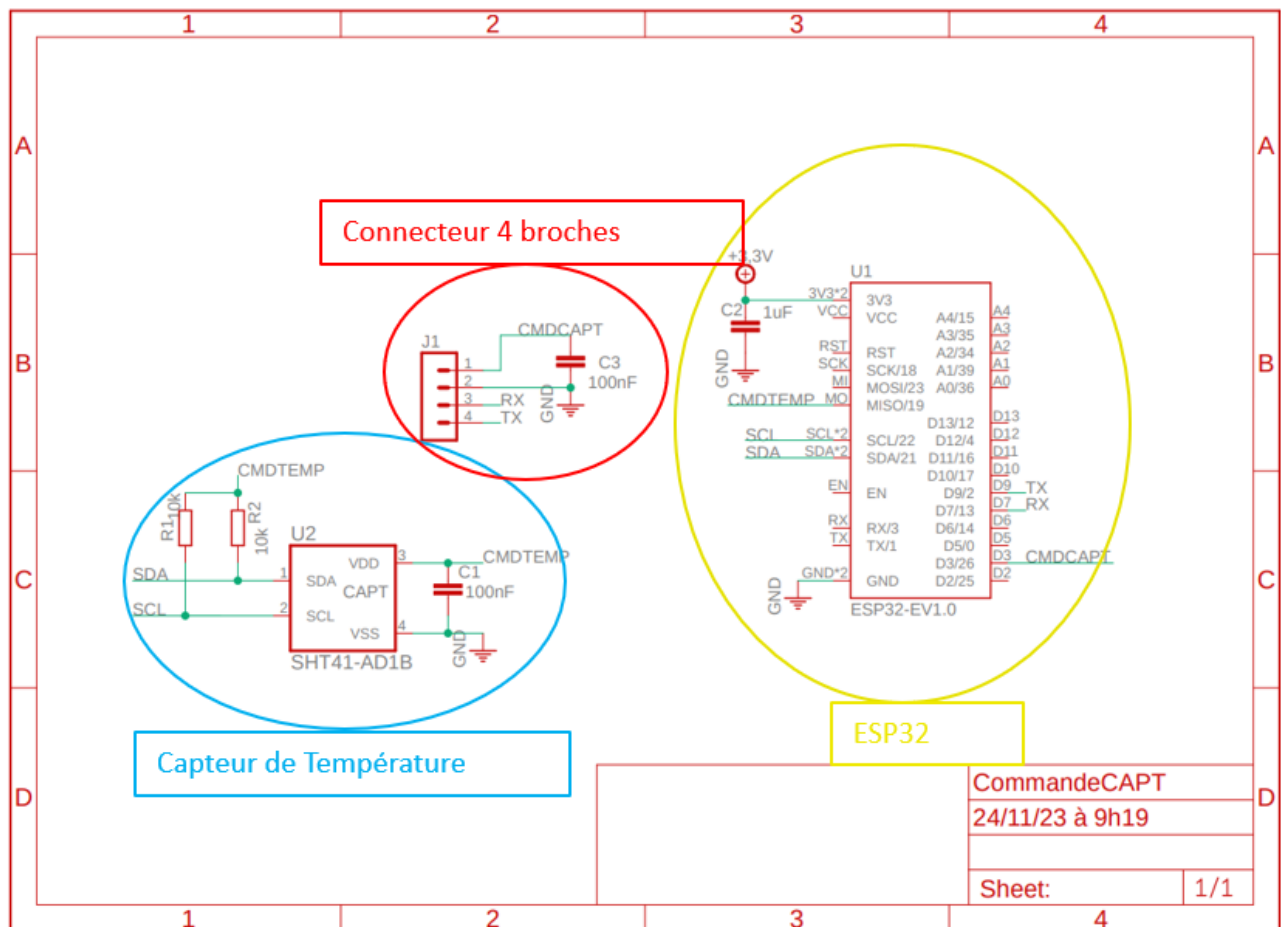 1 2 3 4
A A
Connecteur 4 broches
+3,3V
U1
3V3*2 3V3
C2 1uF
VCC VCC
A4/15 A4
A3/35 A3
RST RST
A2/34 A2
SCK SCK/18
A1/39 A1
MI MOSI/23
A0/36 A0
GND
CMDTEMP MO MISO/19
D13/12 D13
SCL SCL*2 SCL/22
D12/4 D12
SDA SDA*2 SDA/21
D11/16 D11
D10/17 D10
EN EN
D9/2 D9 TX
D7/13 D7 RX
RX RX/3
D6/14 D6
TX TX/1
D5/0 D5
D3/26 D3 CMDCAPT
GND GND*2 GND
D2/25 D2
ESP32-EV1.0
B B
J1
CMDCAPT
1
2
3 RX
4 TX
C3
100nF
GND
CMDTEMP
R1 10k
R2 10k
U2
SDA 1 SDA
SCL 2 SCL
CAPT
VDD 3 CMDTEMP
VSS 4
C1
100nF
GND
SHT41-AD1B
C C
Capteur de Température
ESP32
D D
CommandeCAPT
24/11/23 à 9h19
Sheet: 1/1
1 2 3 4